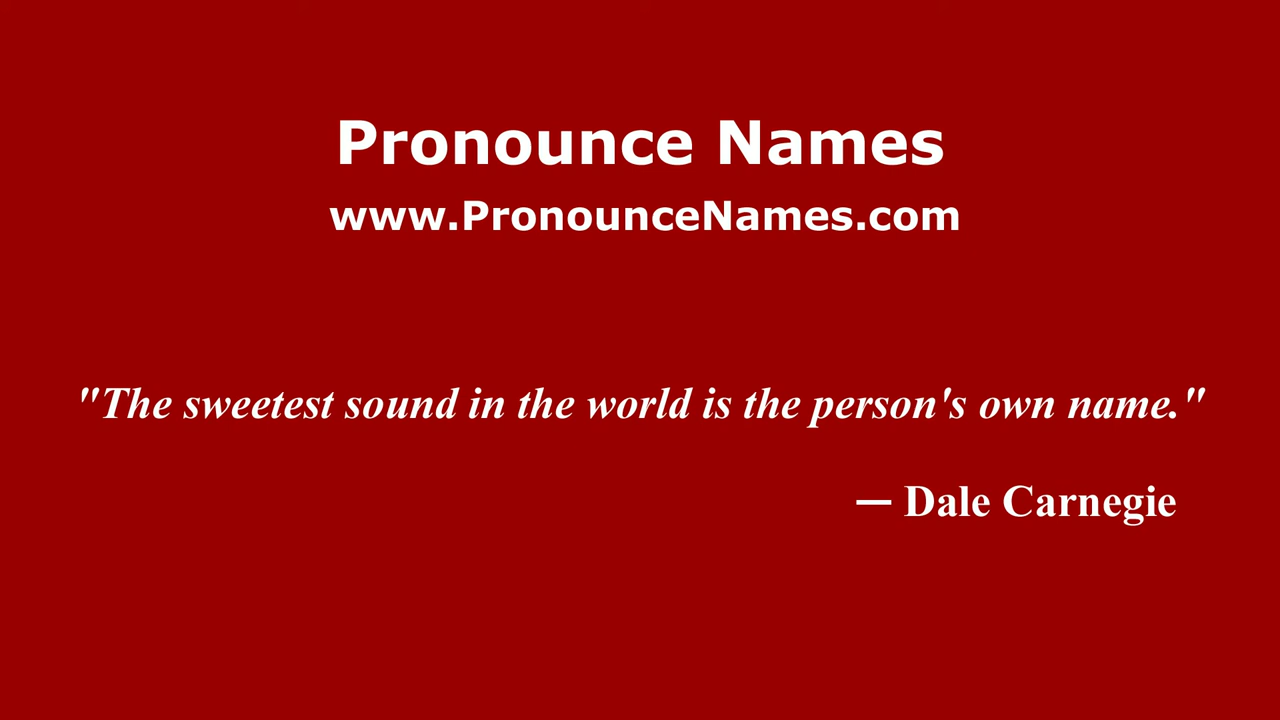 Pronounce Names
www.PronounceNames.com
"The sweetest sound in the world is the person's own name."
— Dale Carnegie